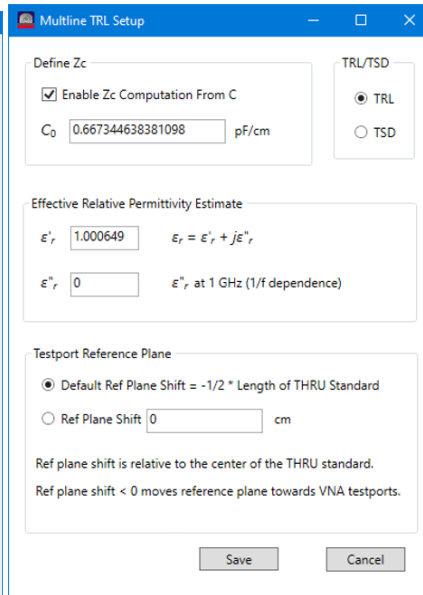 Multline TRL Setup
Define Zc
TRL/TSD
Enable Zc Computation From C
TRL
C₀ 0.667344638381098 pF/cm
TSD
Effective Relative Permittivity Estimate
ε'ᵣ 1.000649 εᵣ = ε'ᵣ + jε"ᵣ
ε"ᵣ 0 ε"ᵣ at 1 GHz (1/f dependence)
Testport Reference Plane
Default Ref Plane Shift = -1/2 * Length of THRU Standard
Ref Plane Shift 0 cm
Ref plane shift is relative to the center of the THRU standard.
Ref plane shift < 0 moves reference plane towards VNA testports.
Save Cancel